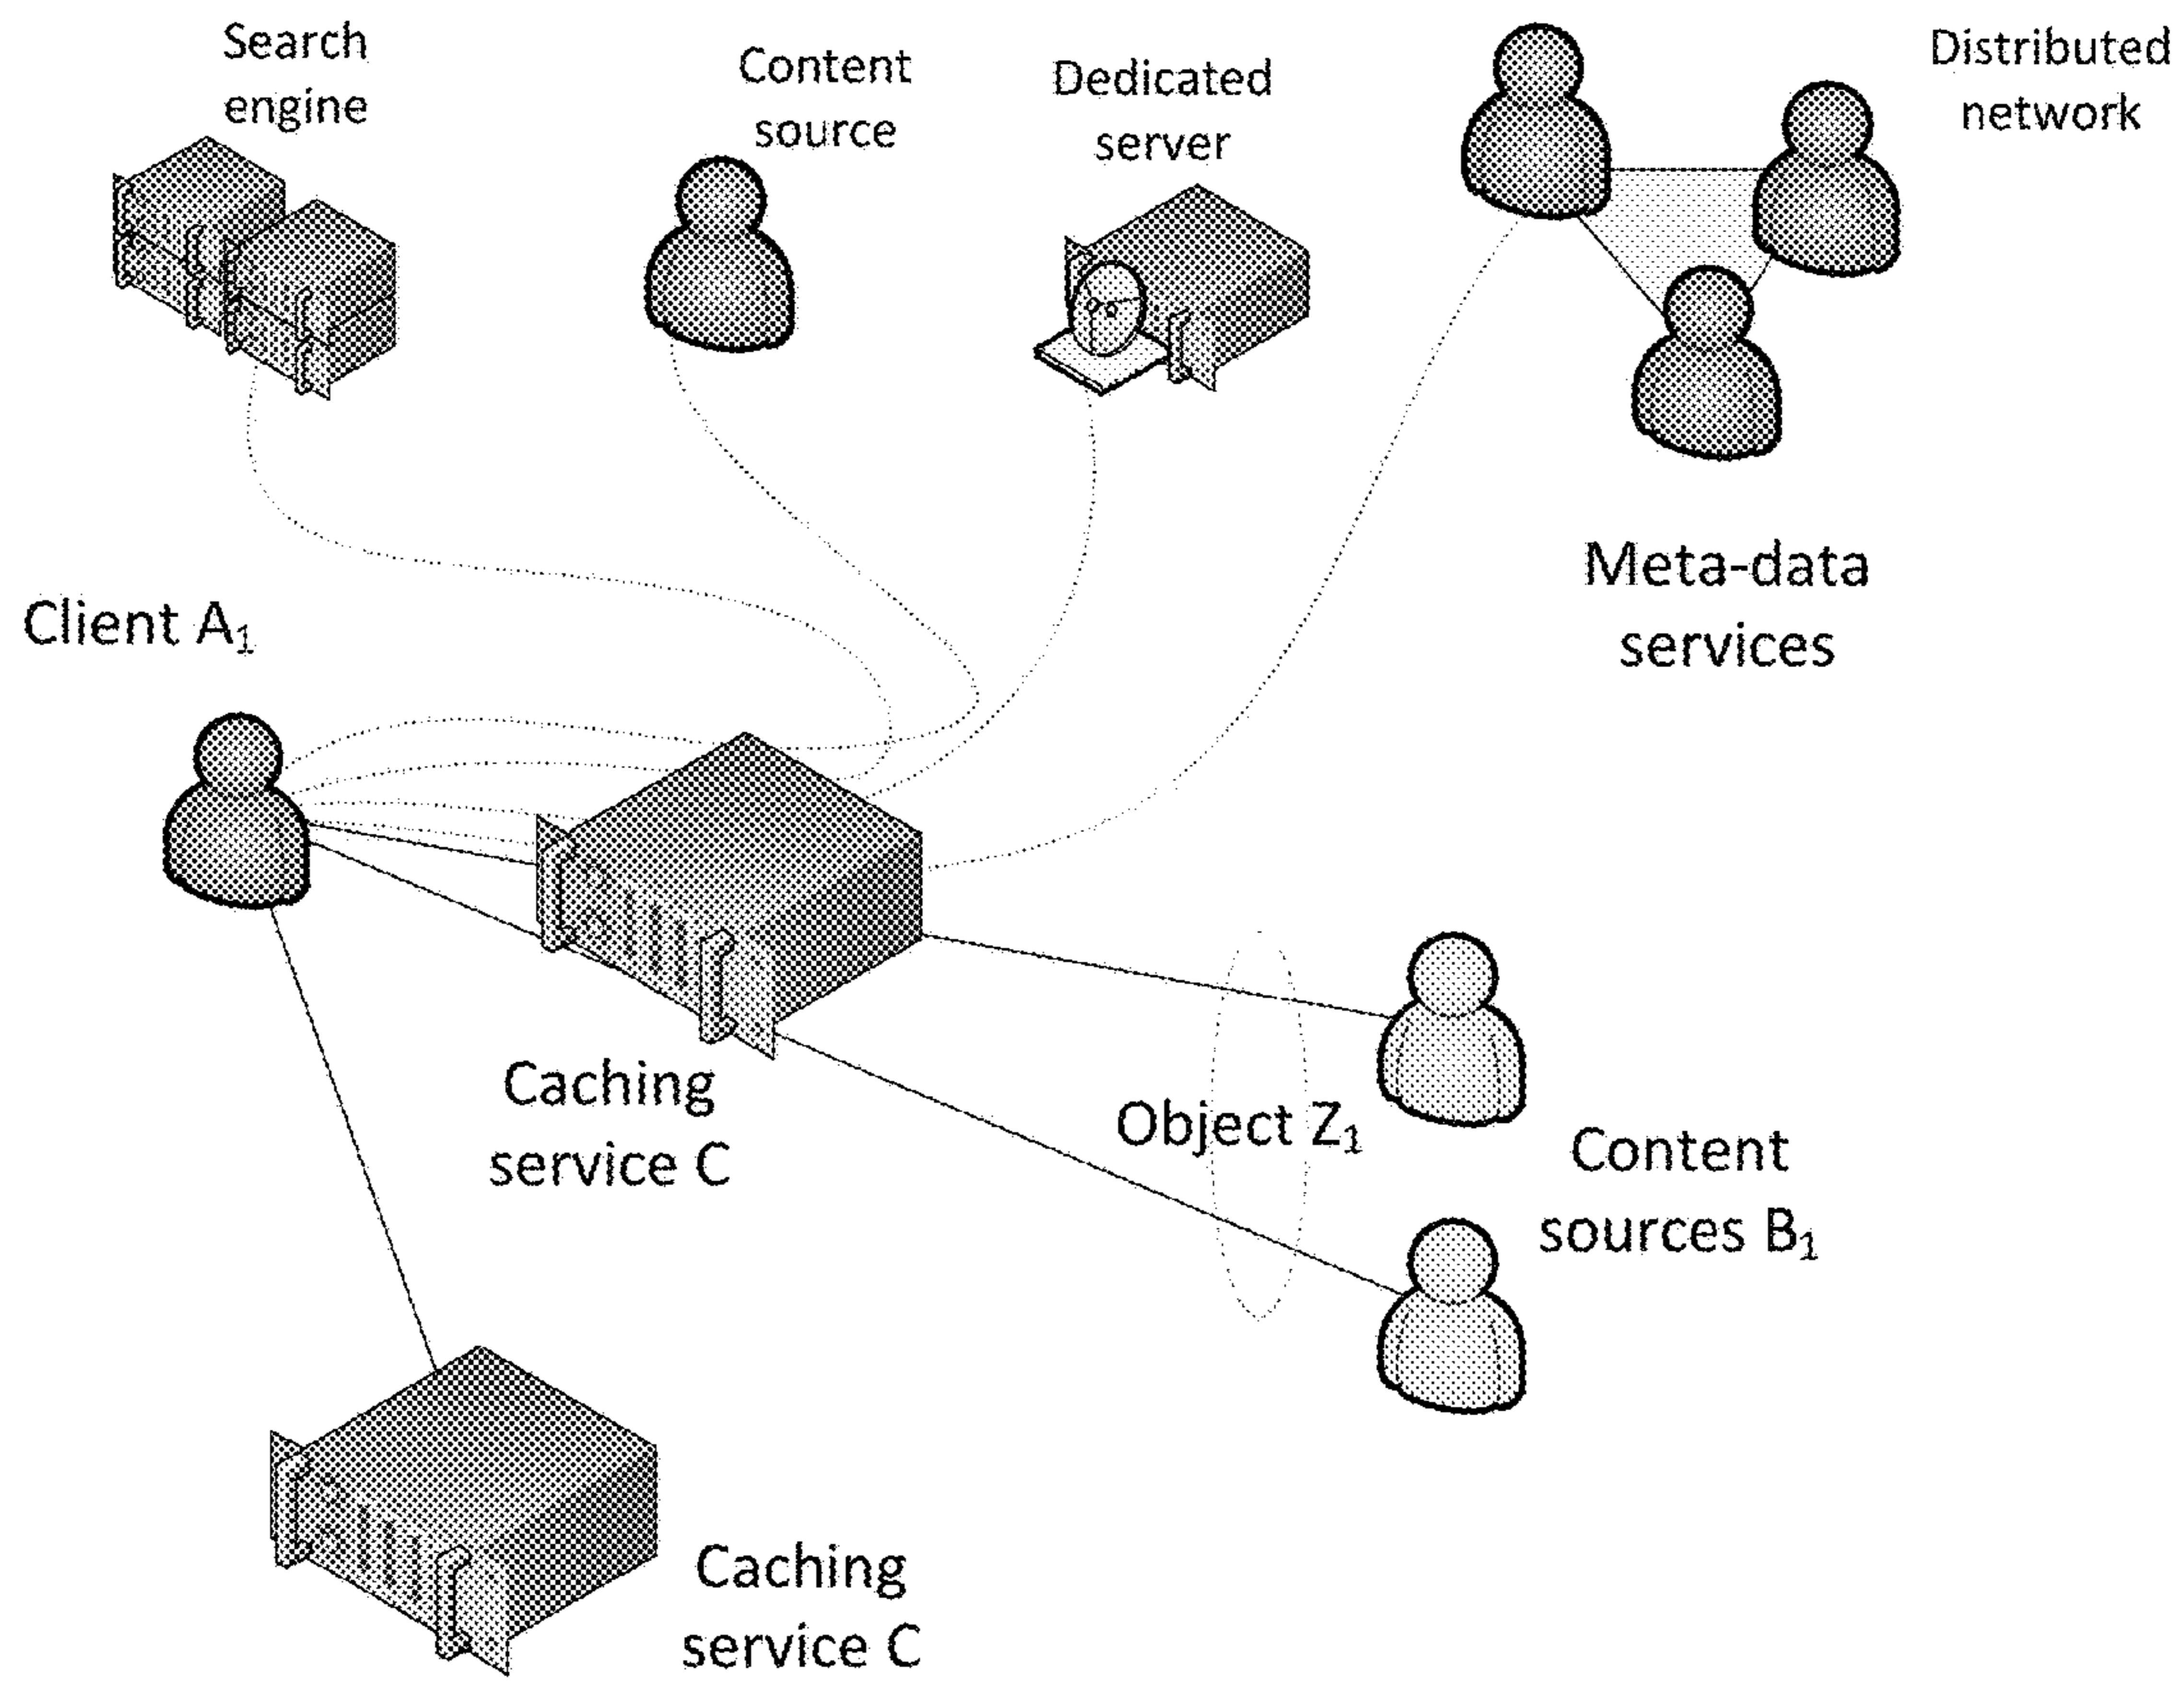 Search
engine
Content
source
Dedicated
server
Distributed
network
Meta-data
services
Client A₁
Caching
service C
Object Z₁
Content
sources B₁
Caching
service C